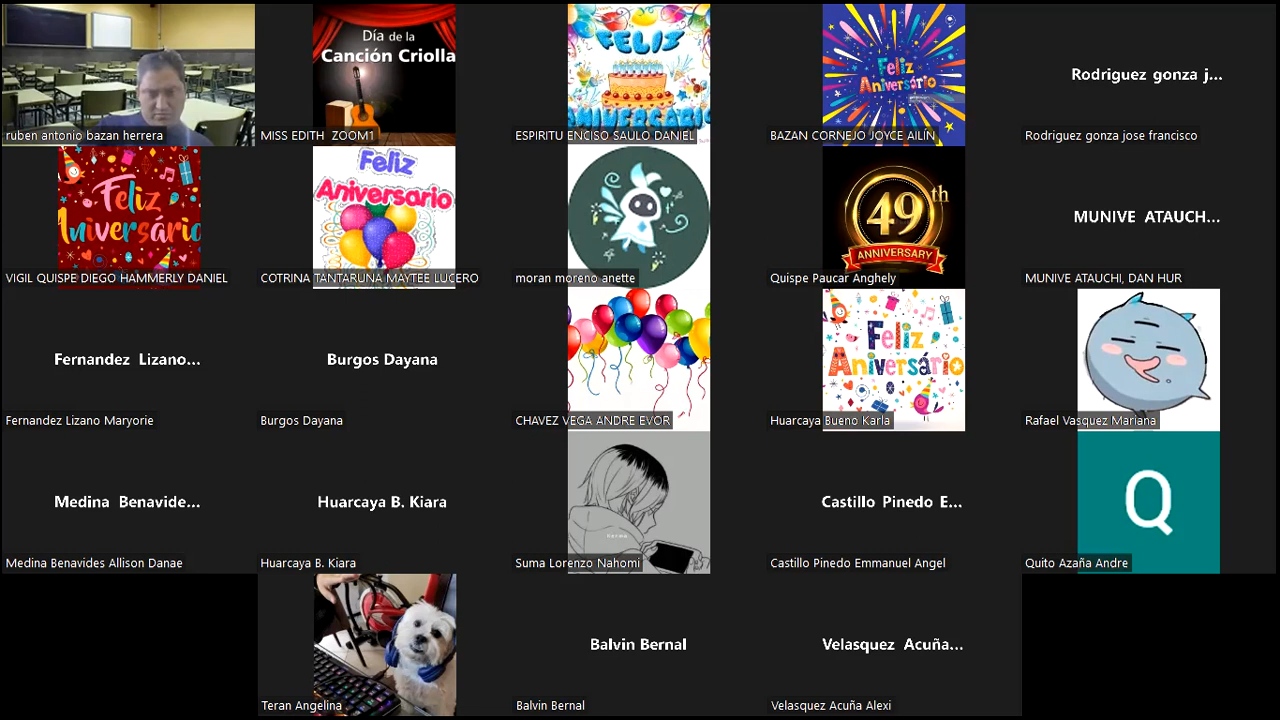 ruben antonio bazan herrera
Día de la
Canción Criolla
MISS EDITH ZOOM1
FELIZ
ANIVERSARIO
ESPIRITU ENCISO SAULO DANIEL
Feliz
Aniversário
BAZAN CORNEJO JOYCE AILÍN
Rodriguez gonza j...
Rodriguez gonza jose francisco
Feliz
Aniversário
VIGIL QUISPE DIEGO HAMMERLY DANIEL
Feliz
Aniversario
COTRINA TANTARUNA MAYTEE LUCERO
moran moreno anette
49th
ANNIVERSARY
Quispe Paucar Anghely
MUNIVE ATAUCH...
MUNIVE ATAUCHI, DAN HUR
Fernandez Lizano...
Fernandez Lizano Maryorie
Burgos Dayana
Burgos Dayana
CHAVEZ VEGA ANDRE EVOR
Feliz
Aniversário
Huarcaya Bueno Karla
Rafael Vasquez Mariana
Medina Benavide...
Medina Benavides Allison Danae
Huarcaya B. Kiara
Huarcaya B. Kiara
Suma Lorenzo Nahomi
Castillo Pinedo E...
Castillo Pinedo Emmanuel Angel
Q
Quito Azaña Andre
Teran Angelina
Balvin Bernal
Balvin Bernal
Velasquez Acuña...
Velasquez Acuña Alexi